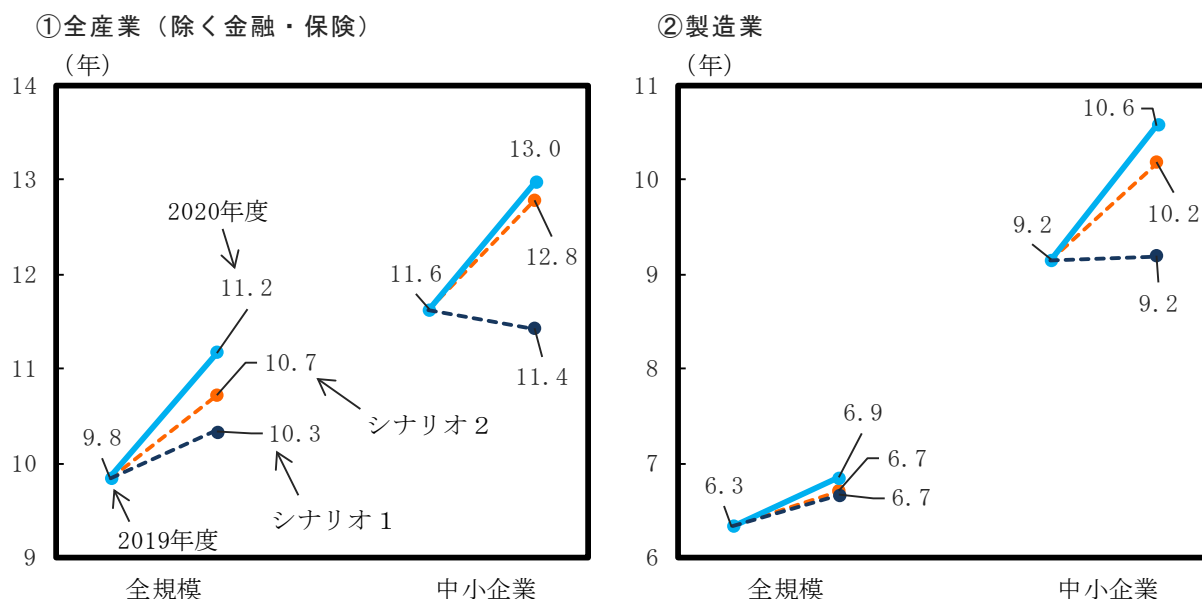 ①全産業（除く金融・保険）
（年）
14
13
12
11
10
9
2020年度
11.2
10.7
シナリオ２
10.3
シナリオ１
9.8
2019年度
13.0
11.6
12.8
11.4
全規模
中小企業
②製造業
（年）
11
10
9
8
7
6
10.6
9.2
10.2
9.2
6.9
6.3
6.7
6.7
全規模
中小企業